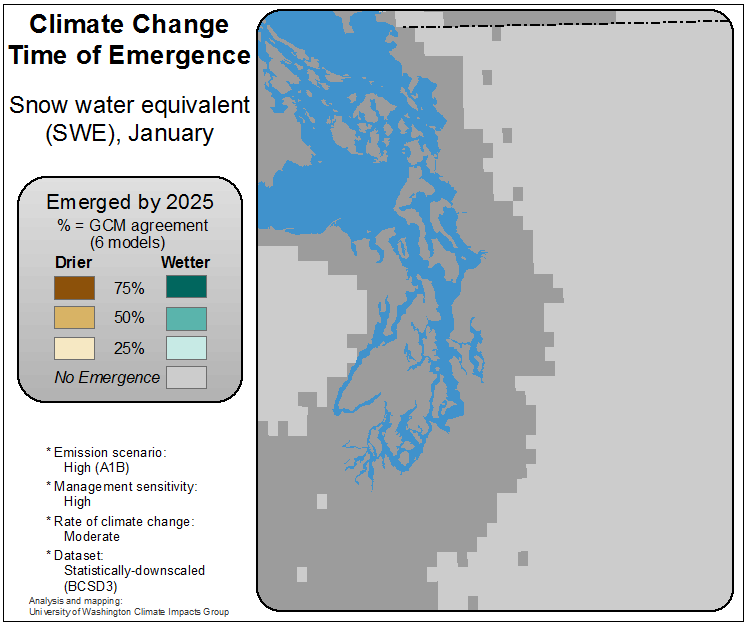 Climate Change
Time of Emergence
Snow water equivalent
(SWE), January
Emerged by 2025
% = GCM agreement
(6 models)
Drier Wetter
75%
50%
25%
No Emergence
* Emission scenario:
High (A1B)
* Management sensitivity:
High
* Rate of climate change:
Moderate
* Dataset:
Statistically-downscaled
(BCSD3)
Analysis and mapping:
University of Washington Climate Impacts Group